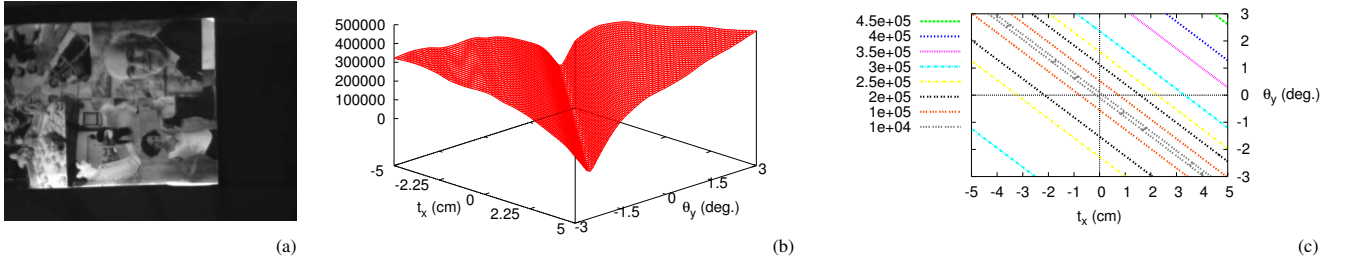 (a)
500000
400000
300000
200000
100000
0
-5
-2.25
0
2.25
5
t_x (cm)
-3
-1.5
0
1.5
3
θ_y (deg.)
(b)
4.5e+05
4e+05
3.5e+05
3e+05
2.5e+05
2e+05
1e+05
1e+04
3
2
1
0
-1
-2
-3
θ_y (deg.)
-5 -4 -3 -2 -1 0 1 2 3 4 5
t_x (cm)
(c)